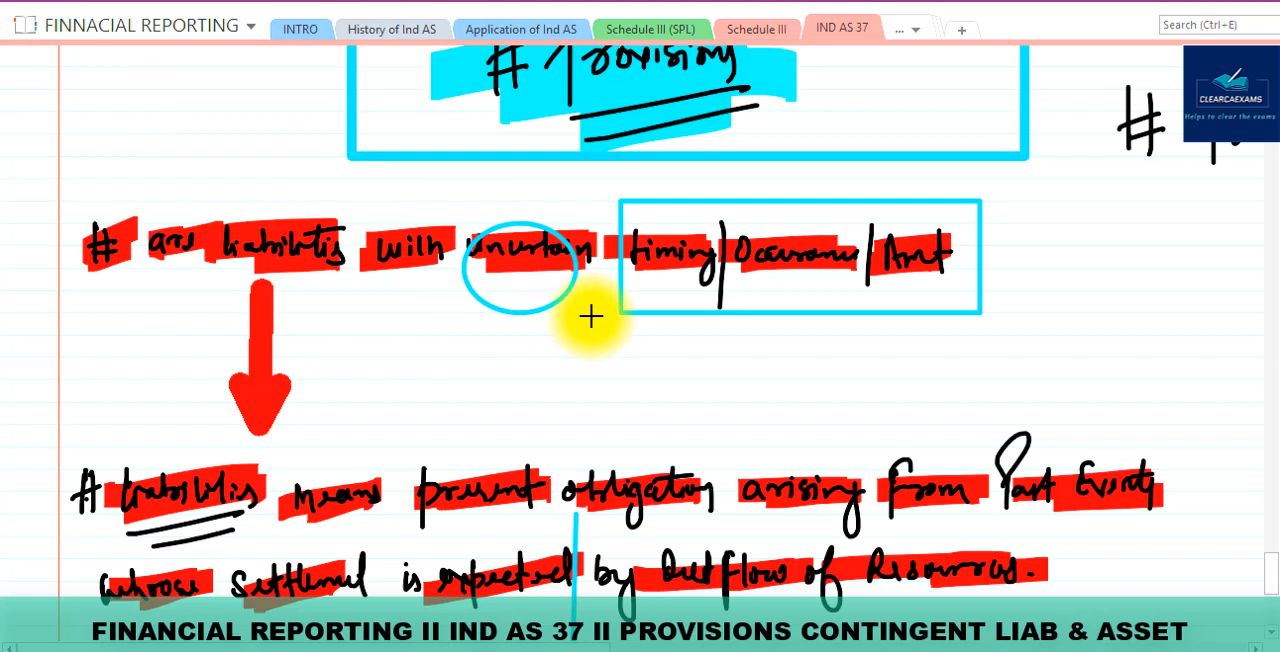 FINNACIAL REPORTING
INTRO
History of Ind AS
Application of Ind AS
Schedule III (SPL)
Schedule III
IND AS 37
...
Search (Ctrl+E)
# Provision
CLEARCAEXAMS
Helps to clear the exams
#
# are liabilities with uncertain timing/Occurance/Amt
# liabilities means present obligation arising from Past Events
whose Settlement is expected by Outflow of Resources.
FINANCIAL REPORTING II IND AS 37 II PROVISIONS CONTINGENT LIAB & ASSET